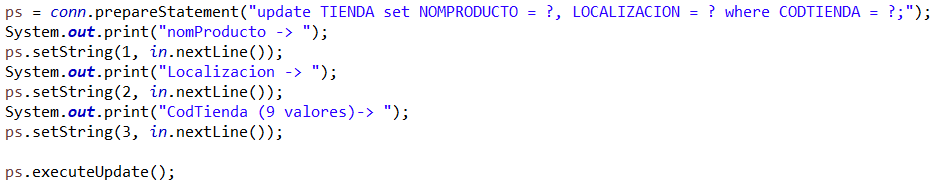 ps = conn.prepareStatement("update TIENDA set NOMPRODUCTO = ?, LOCALIZACION = ? where CODTIENDA = ?;");
System.out.print("nomProducto -> ");
ps.setString(1, in.nextLine());
System.out.print("Localizacion -> ");
ps.setString(2, in.nextLine());
System.out.print("CodTienda (9 valores)-> ");
ps.setString(3, in.nextLine());
ps.executeUpdate();